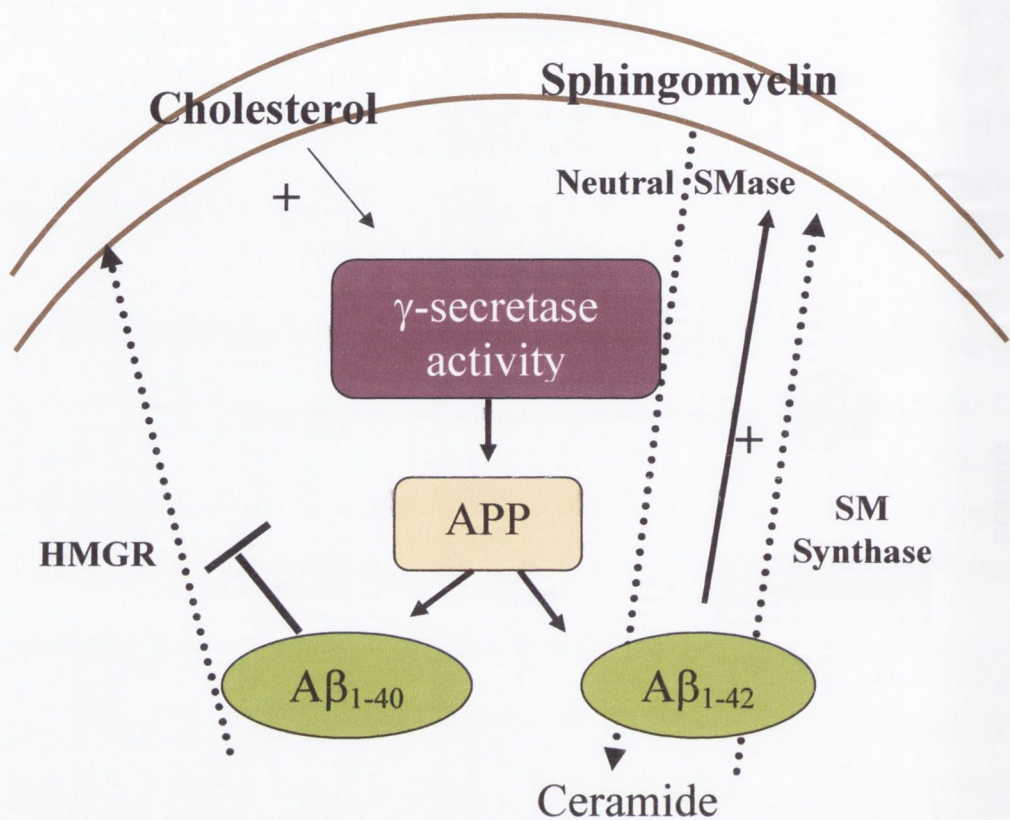 Sphingomyelin
Cholesterol
Neutral SMase
+
γ-secretase
activity
+
APP
SM
Synthase
HMGR
Aβ1-40
Aβ1-42
Ceramide